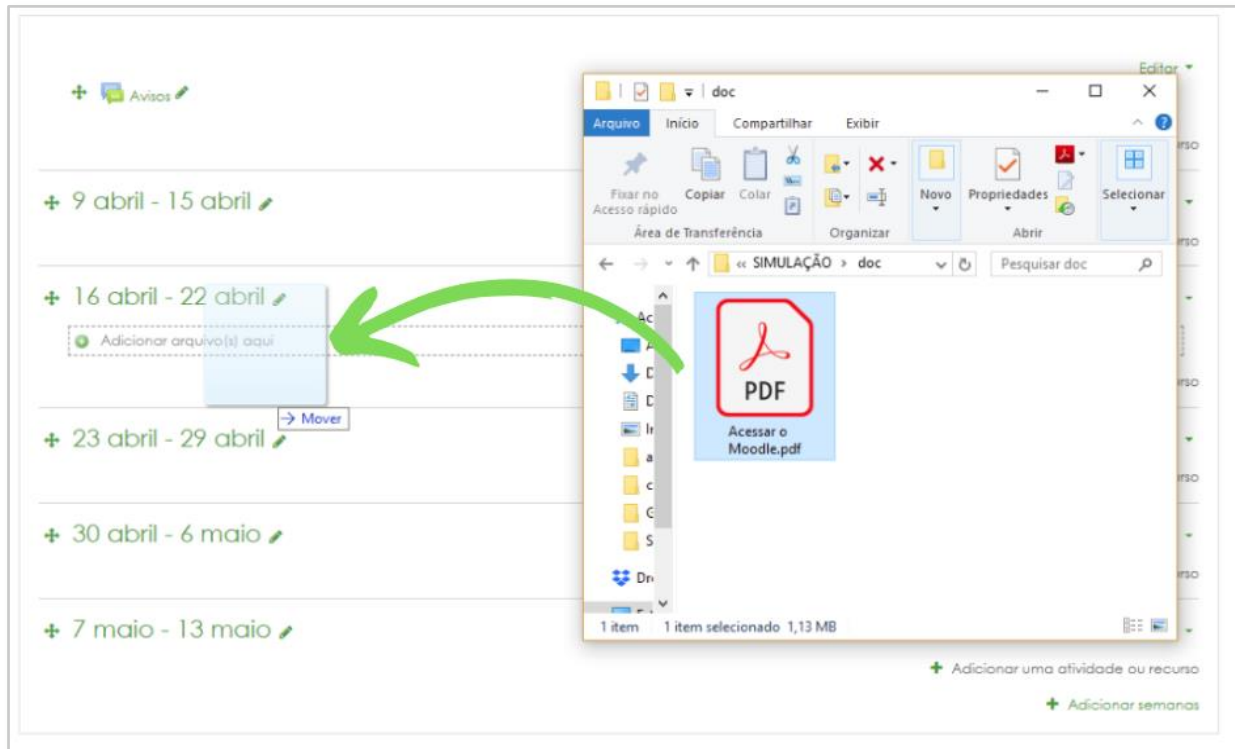 Editar
Avisos
9 abril - 15 abril
16 abril - 22 abril
Adicionar arquivo(s) aqui
Mover
23 abril - 29 abril
30 abril - 6 maio
7 maio - 13 maio
Adicionar uma atividade ou recurso
Adicionar semanas
doc
Arquivo Início Compartilhar Exibir
Fixar no
Acesso rápido
Copiar
Colar
Novo
Propriedades
Selecionar
Área de Transferência
Organizar
Abrir
« SIMULAÇÃO › doc
Pesquisar doc
PDF
Acessar o
Moodle.pdf
1 item 1 item selecionado 1,13 MB